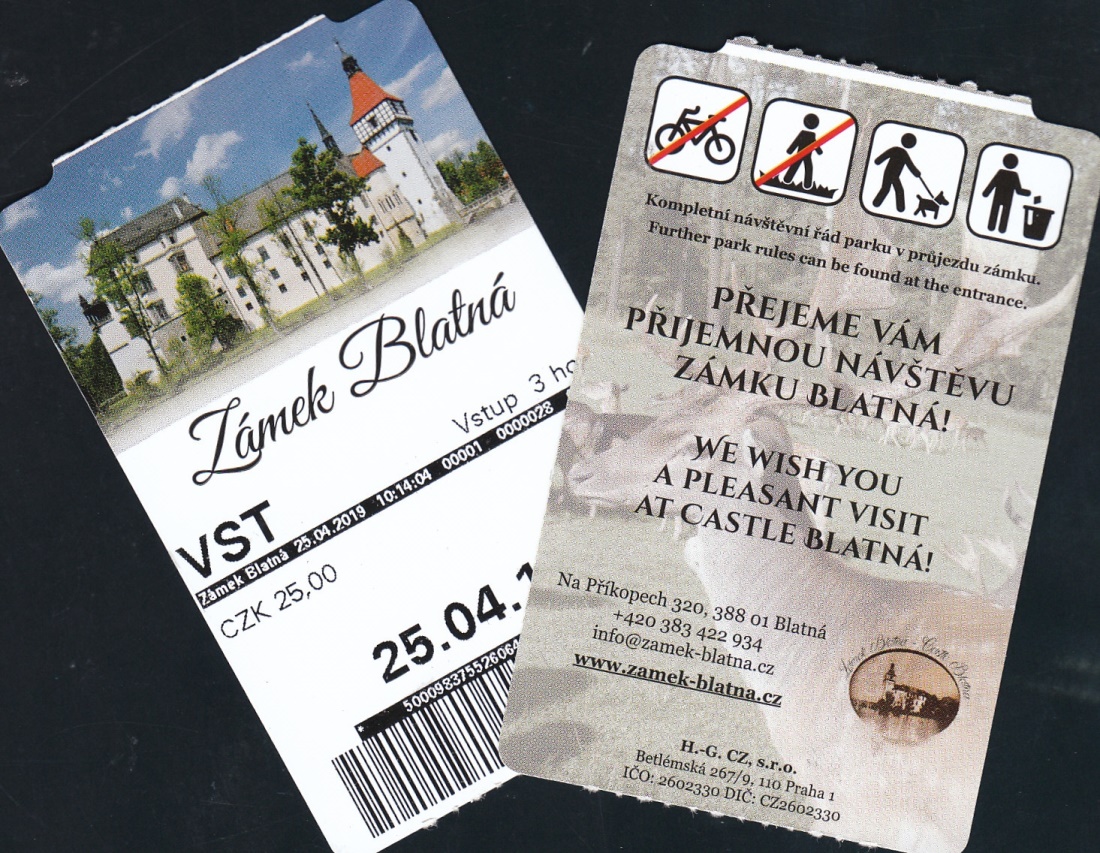 Zámek Blatná
Vstup 3 ho
VST
Zámek Blatná 25.04.2019 10:14:04 00001 0000028
CZK 25,00
25.04.1
*
50009837552606
Kompletní návštěvní řád parku v průjezdu zámku.
Further park rules can be found at the entrance.
PŘEJEME VÁM
PŘIJEMNOU NÁVŠTĚVU
ZÁMKU BLATNÁ!
WE WISH YOU
A PLEASANT VISIT
AT CASTLE BLATNÁ!
Na Příkopech 320, 388 01 Blatná
+420 383 422 934
info@zamek-blatna.cz
www.zamek-blatna.cz
H.-G. CZ, s.r.o.
Betlémská 267/9, 110 Praha 1
IČO: 2602330 DIČ: CZ2602330